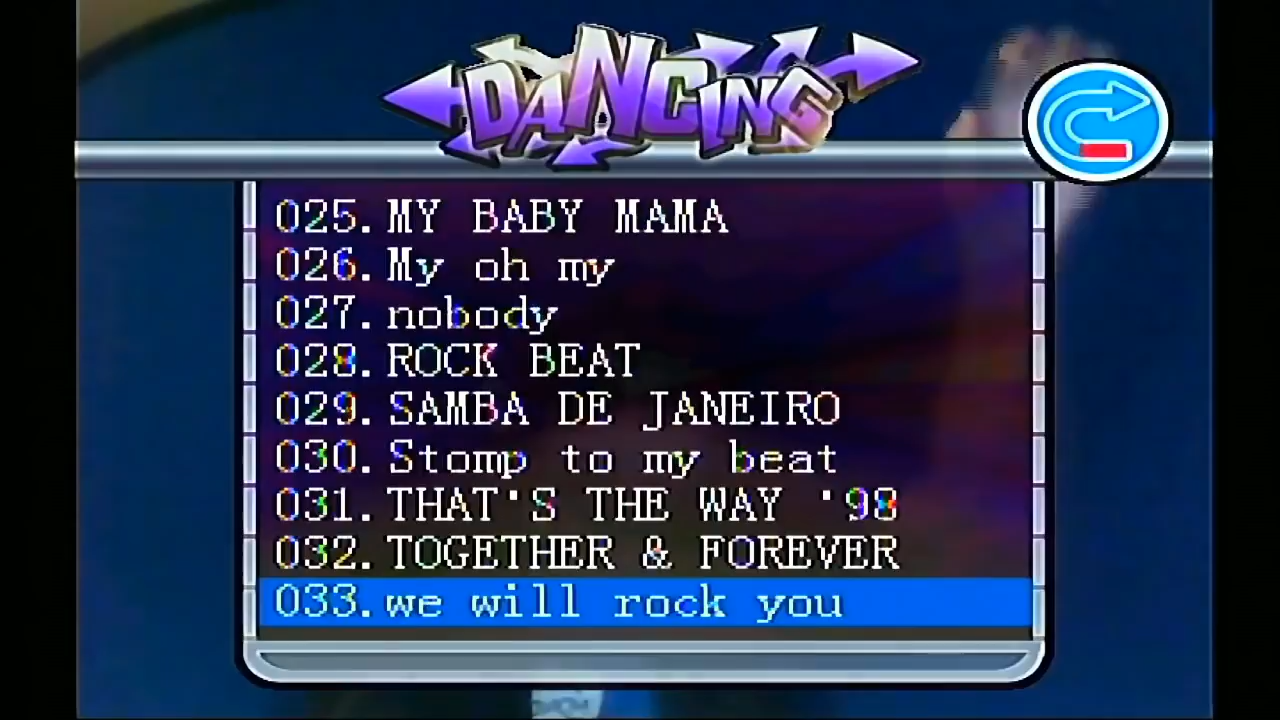 DANCING
025. MY BABY MAMA
026. My oh my
027. nobody
028. ROCK BEAT
029. SAMBA DE JANEIRO
030. Stomp to my beat
031. THAT'S THE WAY '98
032. TOGETHER & FOREVER
033. we will rock you